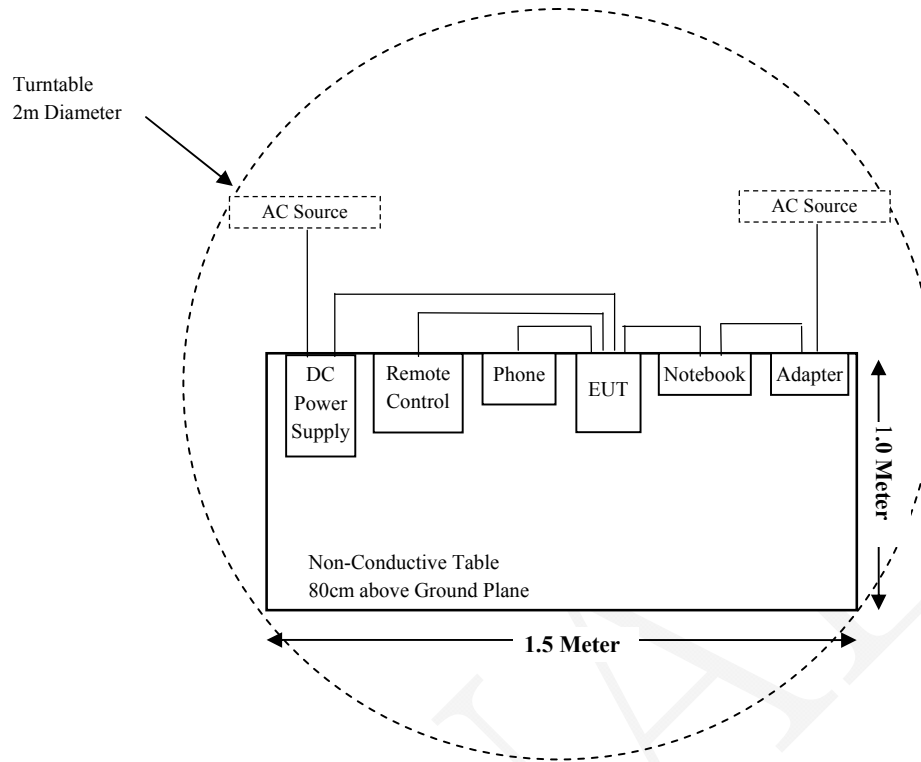 Turntable
2m Diameter
AC Source
AC Source
DC
Power
Supply
Remote
Control
Phone
EUT
Notebook
Adapter
1.0 Meter
Non-Conductive Table
80cm above Ground Plane
1.5 Meter